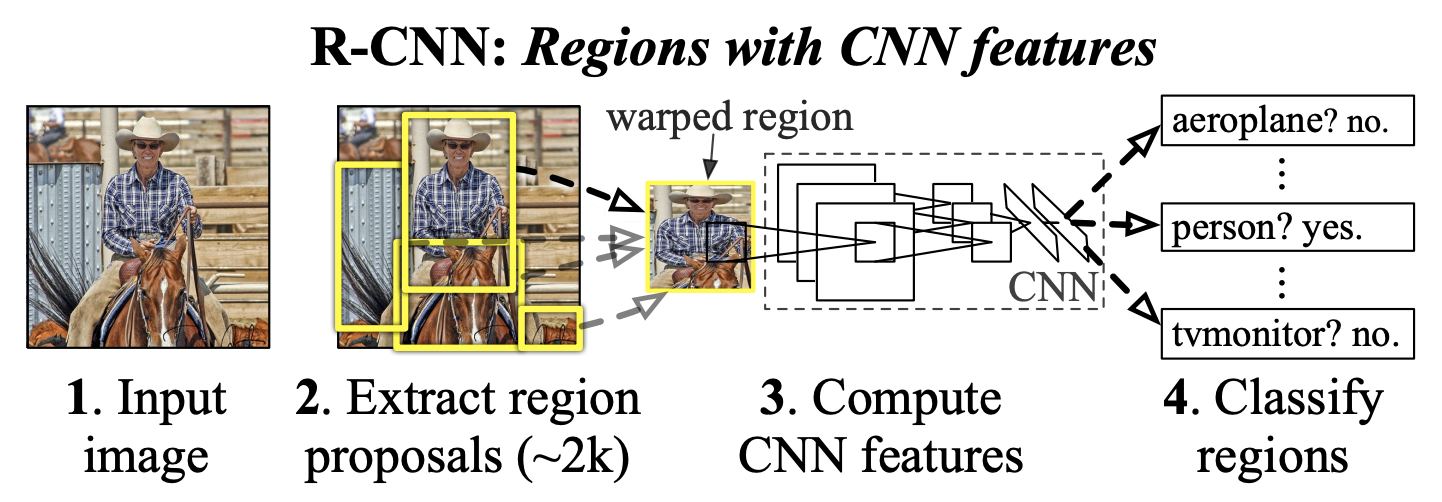 R-CNN: Regions with CNN features
warped region
aeroplane? no.
person? yes.
CNN
tvmonitor? no.
1. Input
image
2. Extract region
proposals (~2k)
3. Compute
CNN features
4. Classify
regions